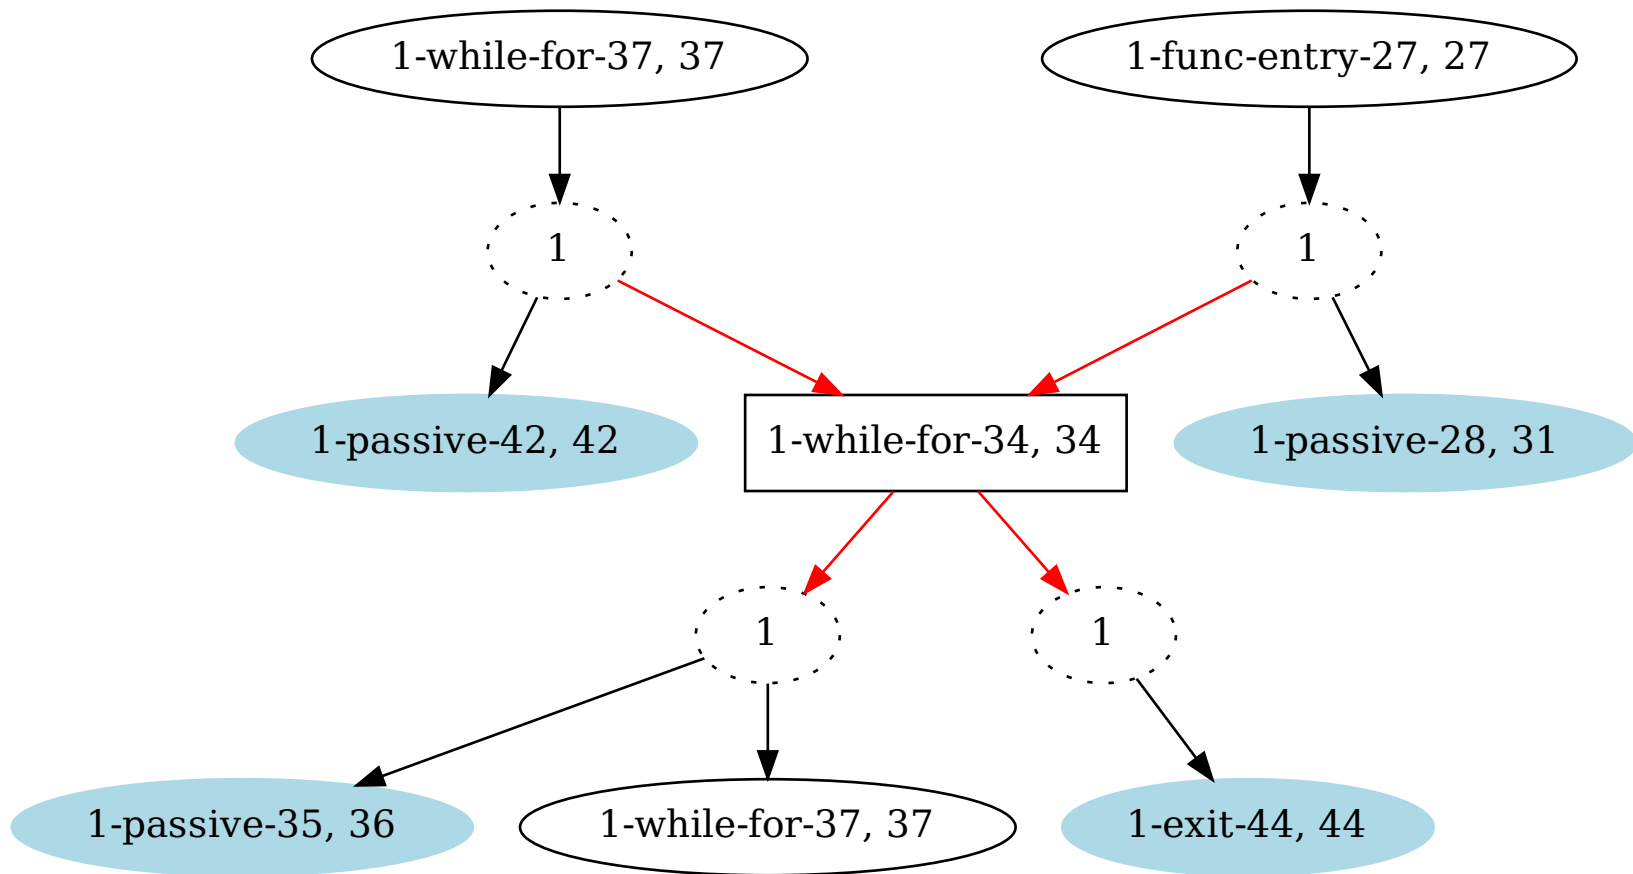 1-while-for-37, 37
1-func-entry-27, 27
1
1
1-passive-42, 42
1-while-for-34, 34
1-passive-28, 31
1
1
1-passive-35, 36
1-while-for-37, 37
1-exit-44, 44